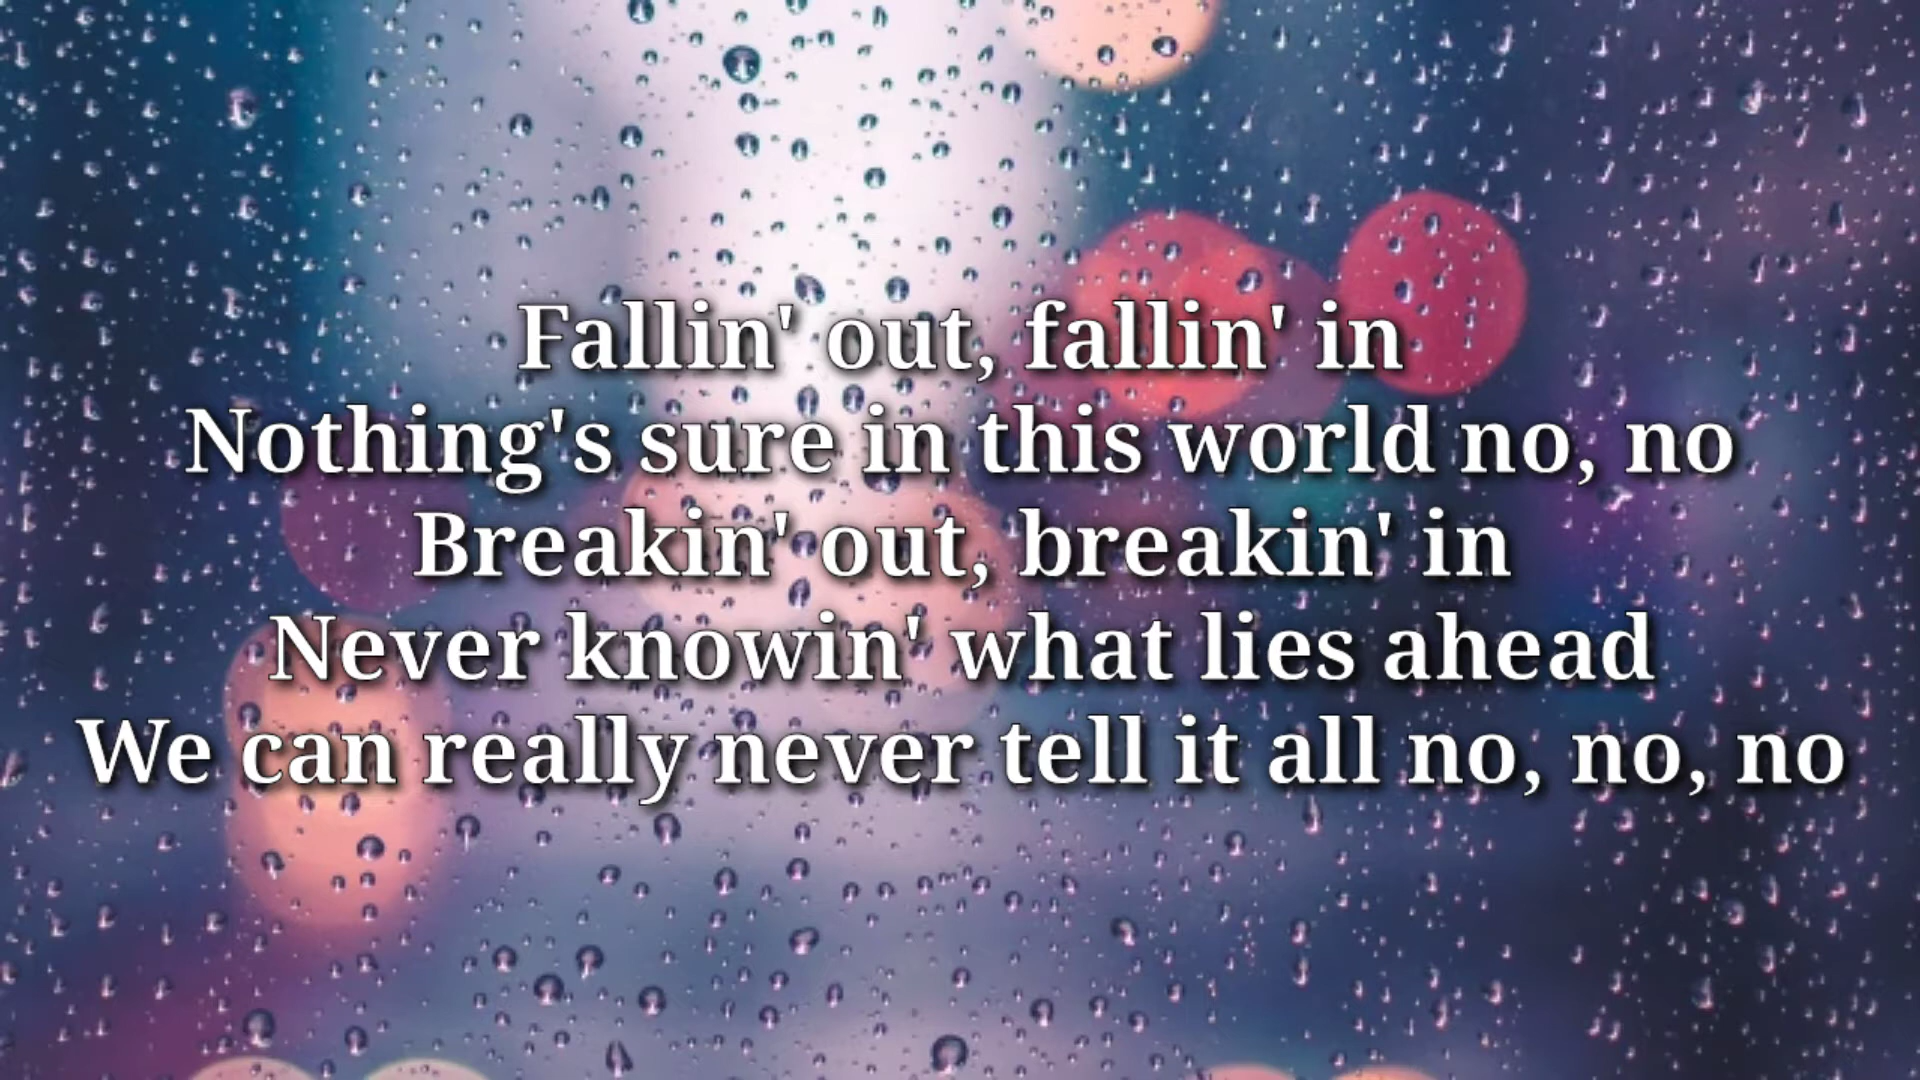 Fallin' out, fallin' in
Nothing's sure in this world no, no
Breakin' out, breakin' in
Never knowin' what lies ahead
We can really never tell it all no, no, no